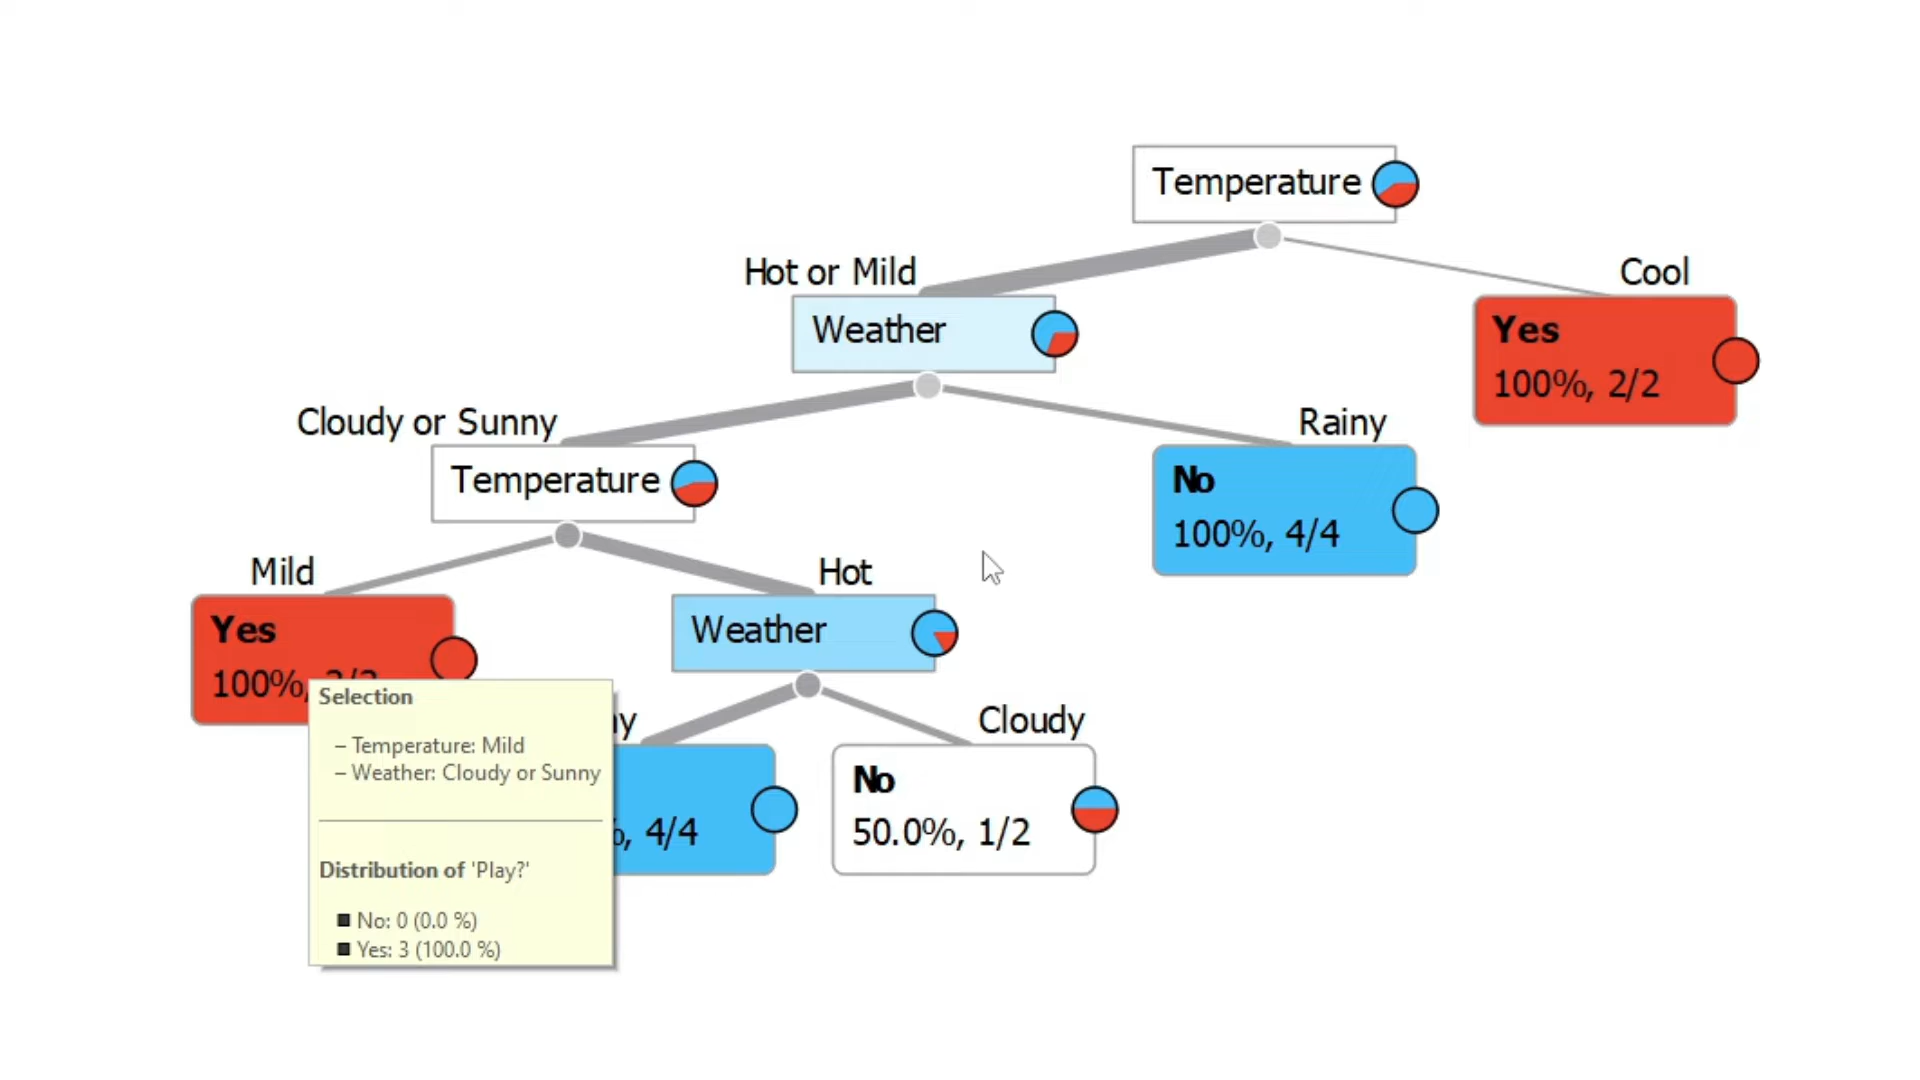 Temperature
Hot or Mild
Cool
Weather
Yes
100%, 2/2
Cloudy or Sunny
Rainy
Temperature
No
100%, 4/4
Mild
Hot
Yes
100%,
Weather
Selection
– Temperature: Mild
– Weather: Cloudy or Sunny
Cloudy
, 4/4
No
50.0%, 1/2
Distribution of 'Play?'
No: 0 (0.0 %)
Yes: 3 (100.0 %)